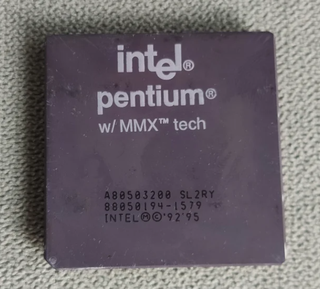 intel®
pentium®
w/ MMX™ tech
A80503200 SL2RY
88050194-1579
INTEL Ⓜ©'92'95